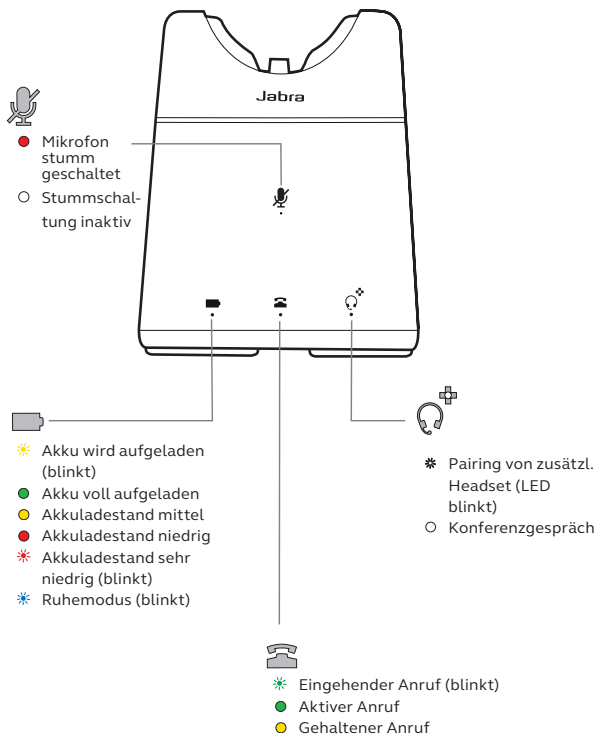 Jabra
Mikrofon
stumm
geschaltet
Stummschal-
tung inaktiv
Akku wird aufgeladen
(blinkt)
Akku voll aufgeladen
Akkuladestand mittel
Akkuladestand niedrig
Akkuladestand sehr
niedrig (blinkt)
Ruhemodus (blinkt)
Pairing von zusätzl.
Headset (LED
blinkt)
Konferenzgespräch
Eingehender Anruf (blinkt)
Aktiver Anruf
Gehaltener Anruf